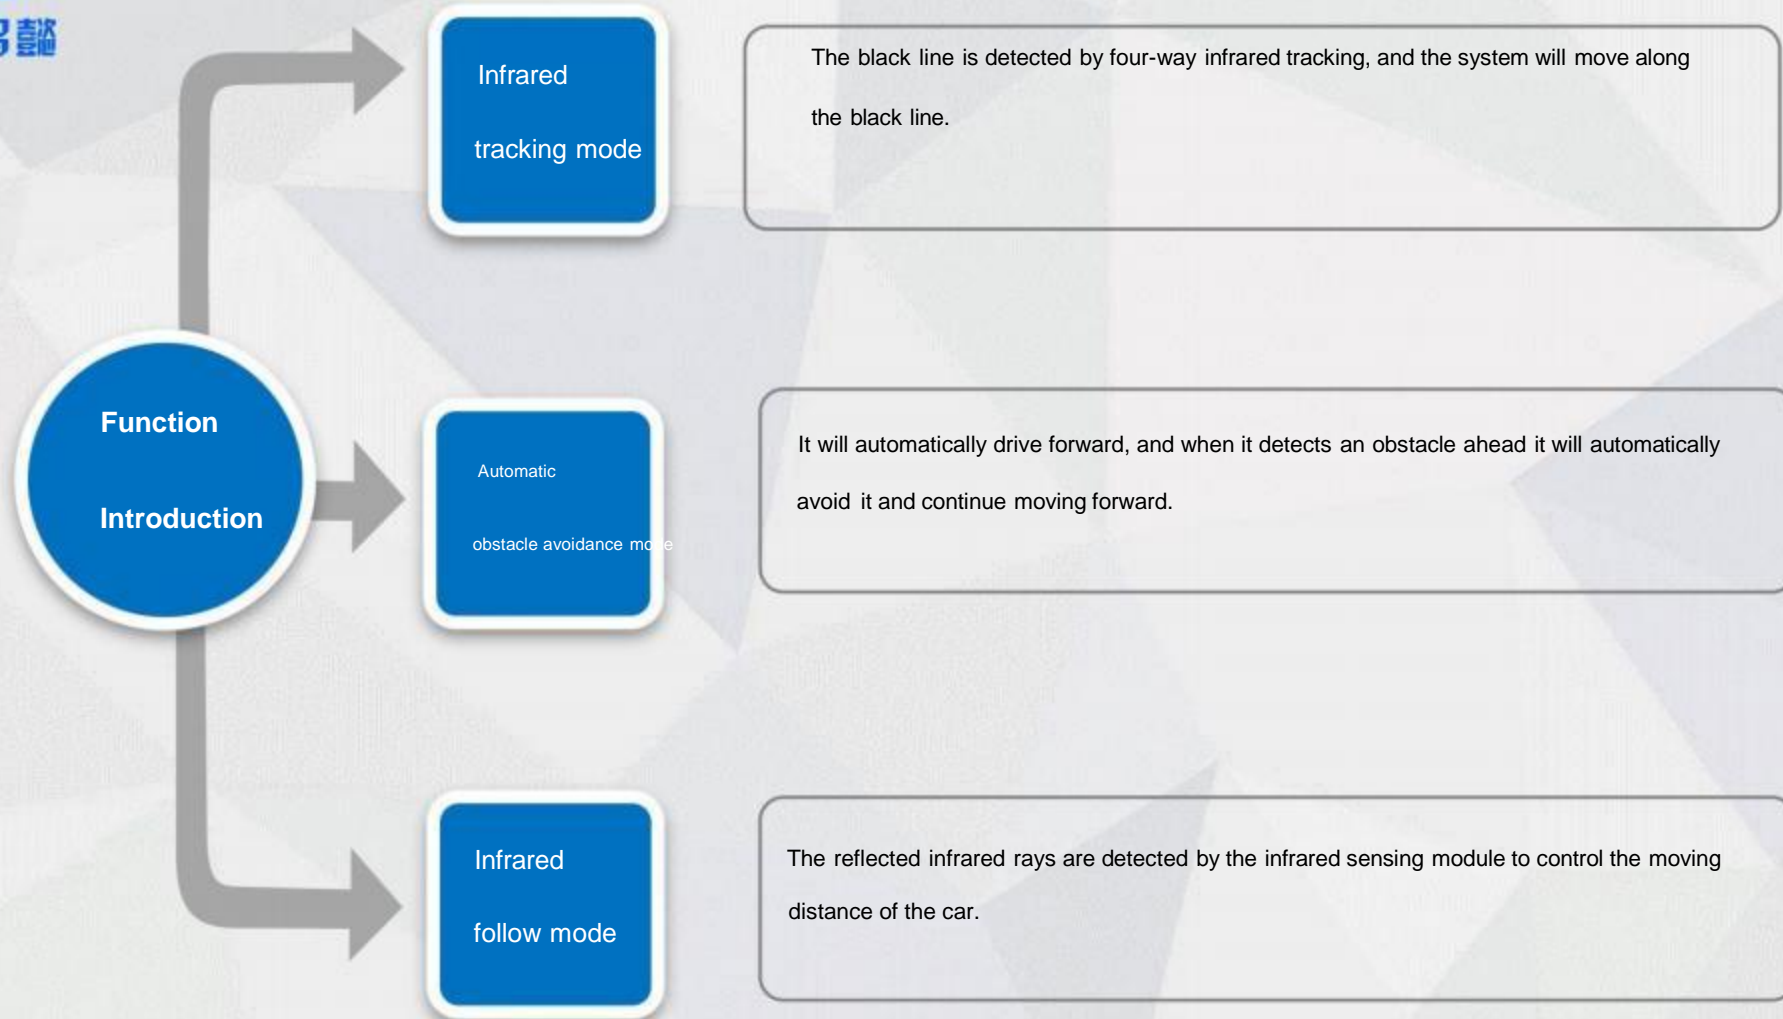 懿
Infrared
tracking mode
The black line is detected by four-way infrared tracking, and the system will move along
the black line.
Function
Introduction
Automatic
obstacle avoidance mode
It will automatically drive forward, and when it detects an obstacle ahead it will automatically
avoid it and continue moving forward.
Infrared
follow mode
The reflected infrared rays are detected by the infrared sensing module to control the moving
distance of the car.